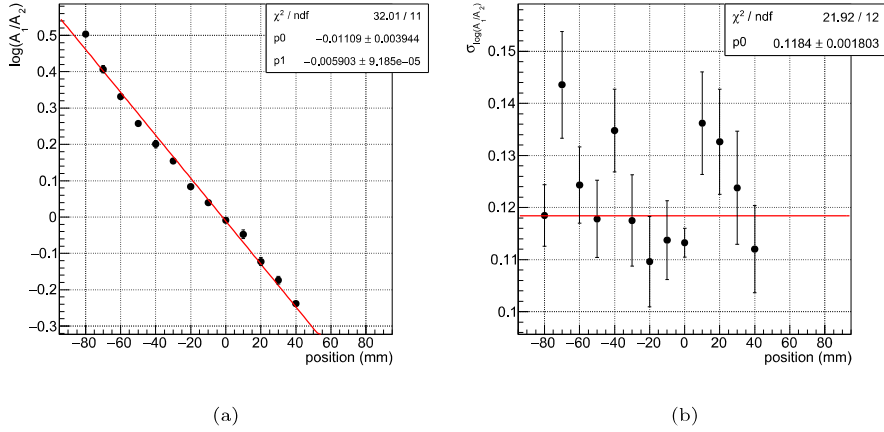 log(A₁/A₂)
χ² / ndf 32.01 / 11
p0 −0.01109 ± 0.003944
p1 −0.005903 ± 9.185e−05
0.5
0.4
0.3
0.2
0.1
0
−0.1
−0.2
−0.3
−80 −60 −40 −20 0 20 40 60 80
position (mm)
(a)
σlog(A₁/A₂)
χ² / ndf 21.92 / 12
p0 0.1184 ± 0.001803
0.15
0.14
0.13
0.12
0.11
0.1
−80 −60 −40 −20 0 20 40 60 80
position (mm)
(b)